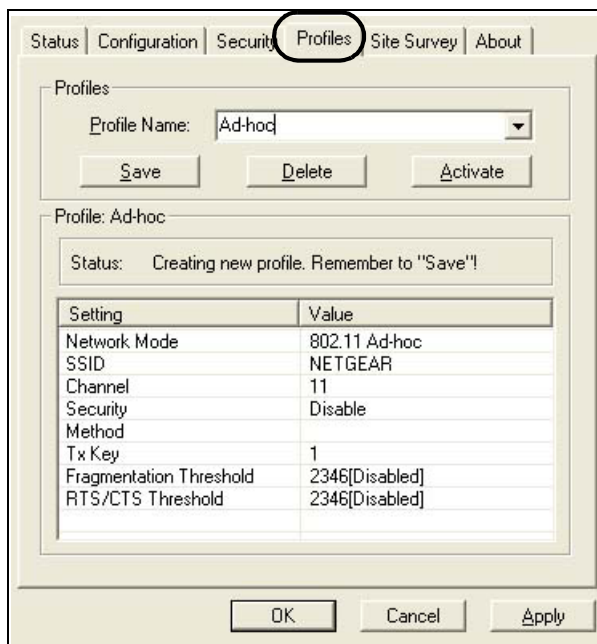 Status Configuration Security Profiles Site Survey About
Profiles
Profile Name: Ad-hoc
Save Delete Activate
Profile: Ad-hoc
Status: Creating new profile. Remember to "Save"!
Setting Value
Network Mode 802.11 Ad-hoc
SSID NETGEAR
Channel 11
Security Disable
Method
Tx Key 1
Fragmentation Threshold 2346[Disabled]
RTS/CTS Threshold 2346[Disabled]
OK Cancel Apply